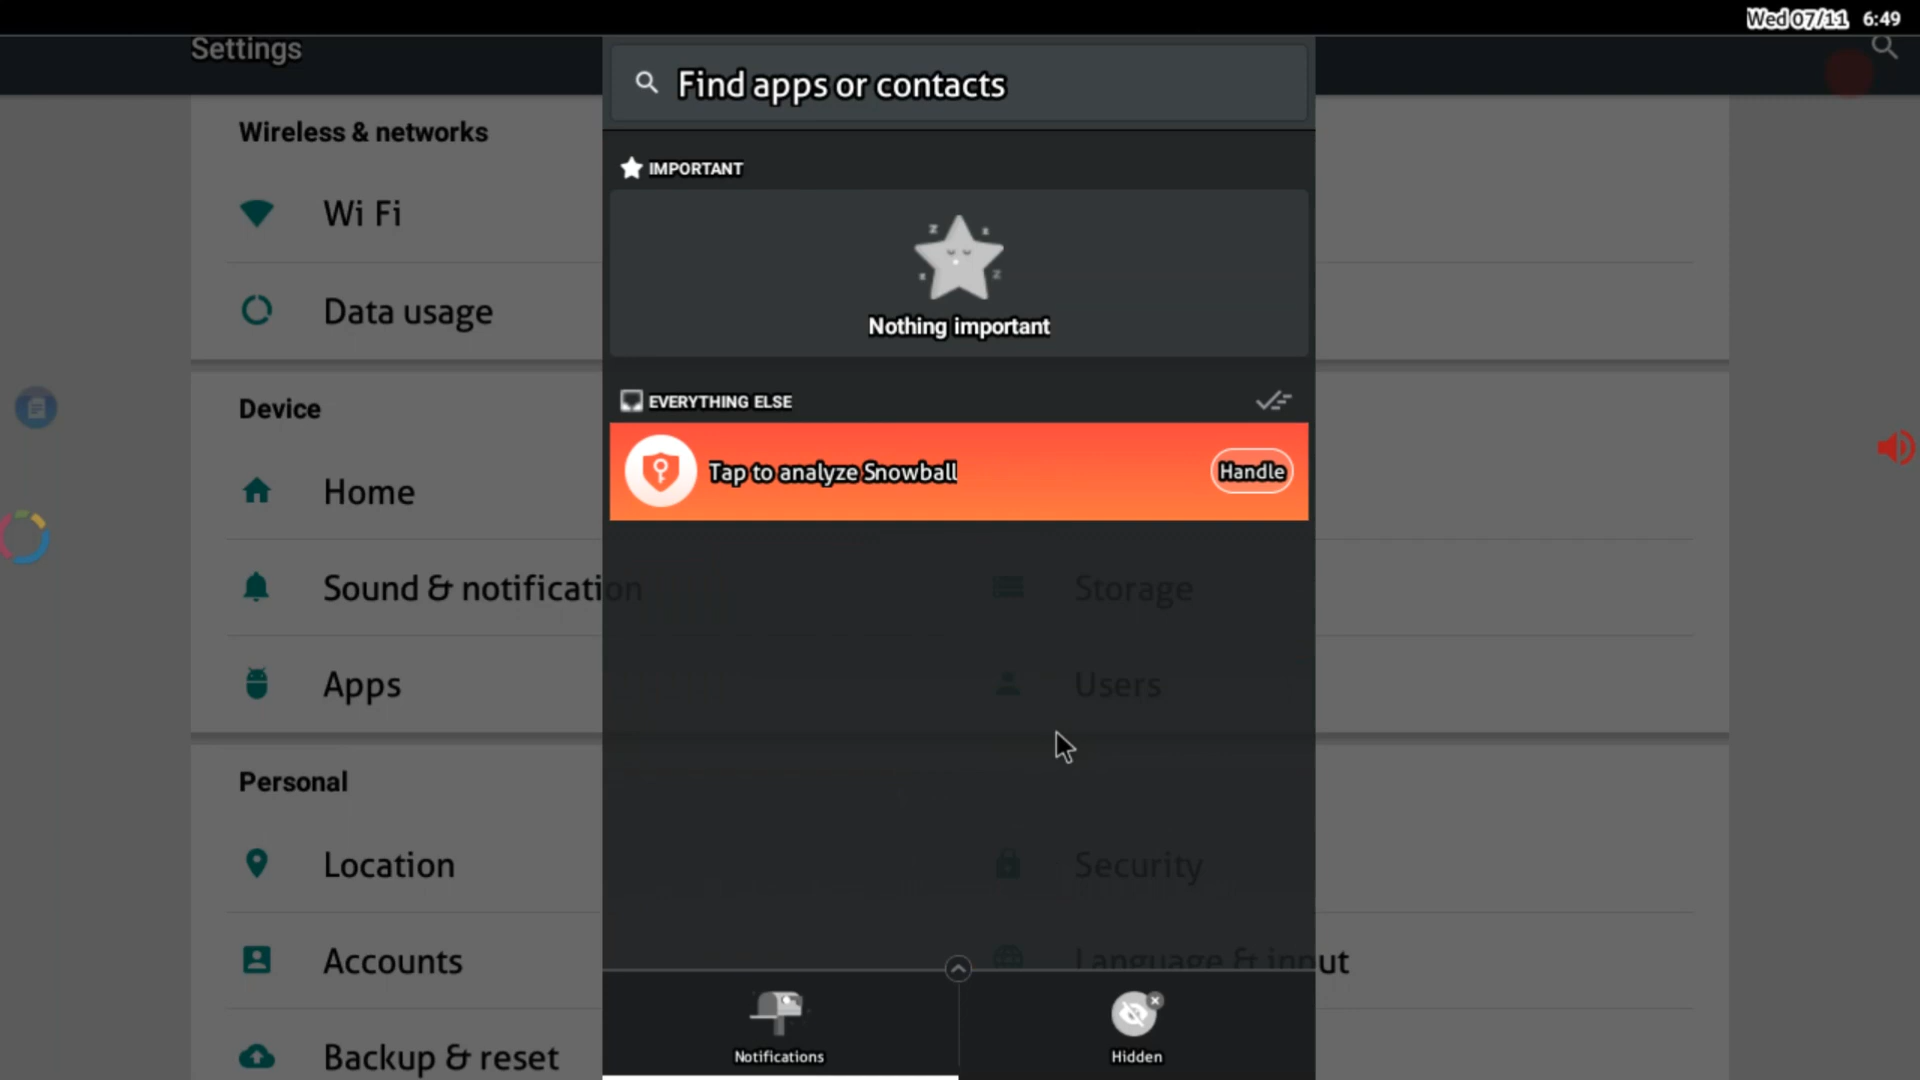 Wed 07/11 6:49
Settings
Find apps or contacts
Wireless & networks
IMPORTANT
Wi Fi
Data usage
Nothing important
EVERYTHING ELSE
Device
Tap to analyze Snowball
Handle
Home
Sound & notification
Storage
Apps
Users
Personal
Location
Security
Accounts
Language & input
Notifications
Hidden
Backup & reset